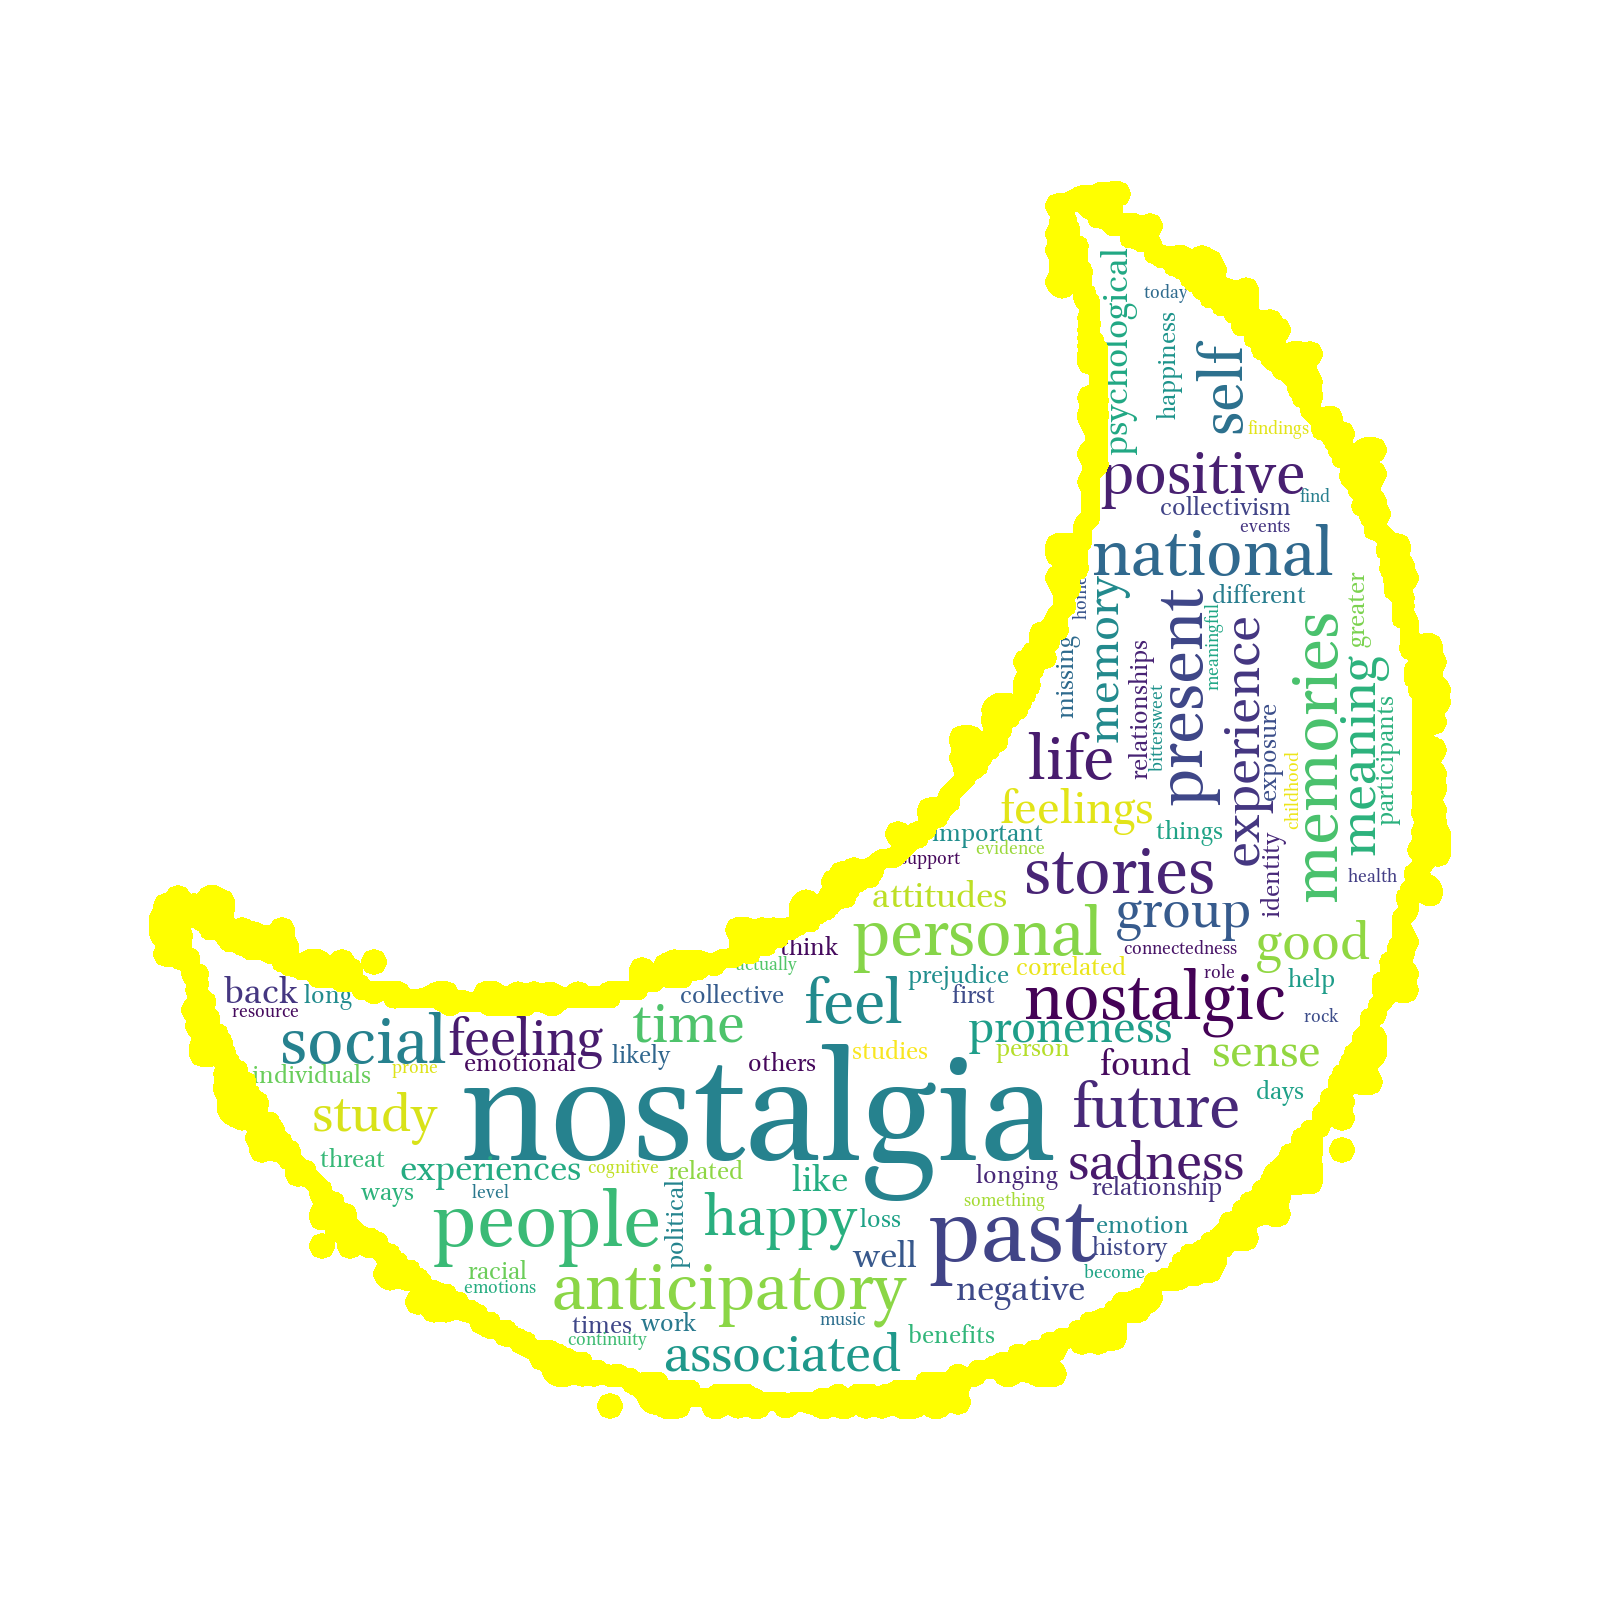 psychological
today
happiness
self
findings
positive
find
collectivism
events
national
home
memory
different
present
meaningful
greater
missing
relationships
bittersweet
experience
memories
meaning
exposure
participants
life
childhood
feelings
important
things
evidence
support
stories
identity
health
attitudes
personal
group
think
connectedness
good
actually
prejudice
correlated
role
help
back
long
collective
first
nostalgic
resource
feel
rock
social
feeling
time
proneness
emotional
likely
others
studies
person
found
sense
individuals
prone
nostalgia
days
study
future
threat
experiences
cognitive
related
like
longing
sadness
ways
level
relationship
people
political
happy
loss
something
past
emotion
well
history
racial
become
emotions
anticipatory
negative
times
work
music
continuity
associated
benefits